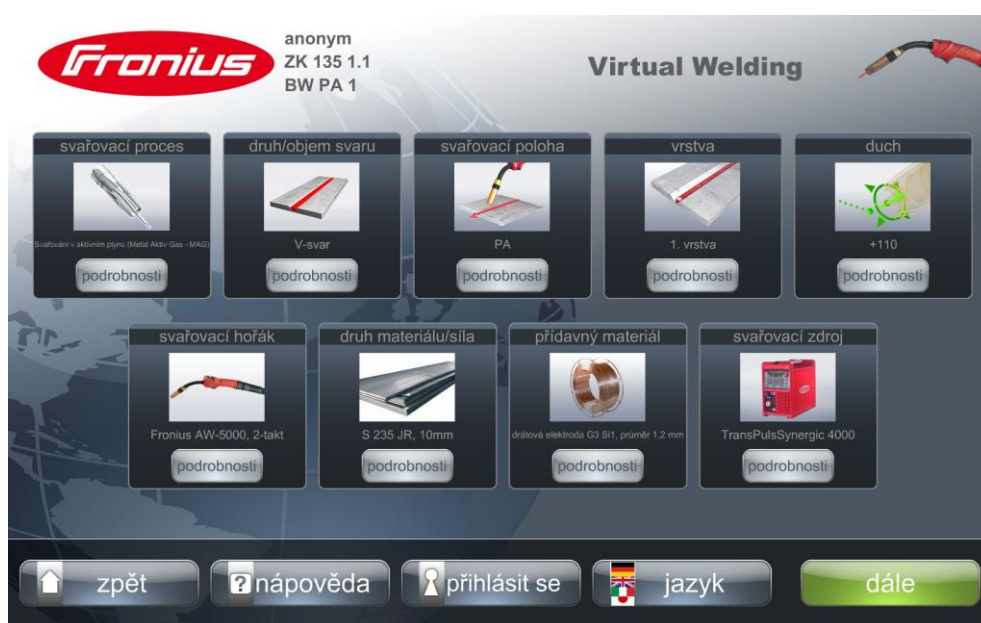 Fronius
anonym
ZK 135 1.1
BW PA 1
Virtual Welding
svařovací proces
Svařování v aktivním plynu (Metal Aktiv Gas - MAG)
podrobnosti
druh/objem svaru
V-svar
podrobnosti
svařovací poloha
PA
podrobnosti
vrstva
1. vrstva
podrobnosti
duch
+110
podrobnosti
svařovací hořák
Fronius AW-5000, 2-takt
podrobnosti
druh materiálu/síla
S 235 JR, 10mm
podrobnosti
přídavný materiál
drátová elektroda G3 Si1, průměr 1,2 mm
podrobnosti
svařovací zdroj
TransPulsSynergic 4000
podrobnosti
zpět
? nápověda
přihlásit se
jazyk
dále